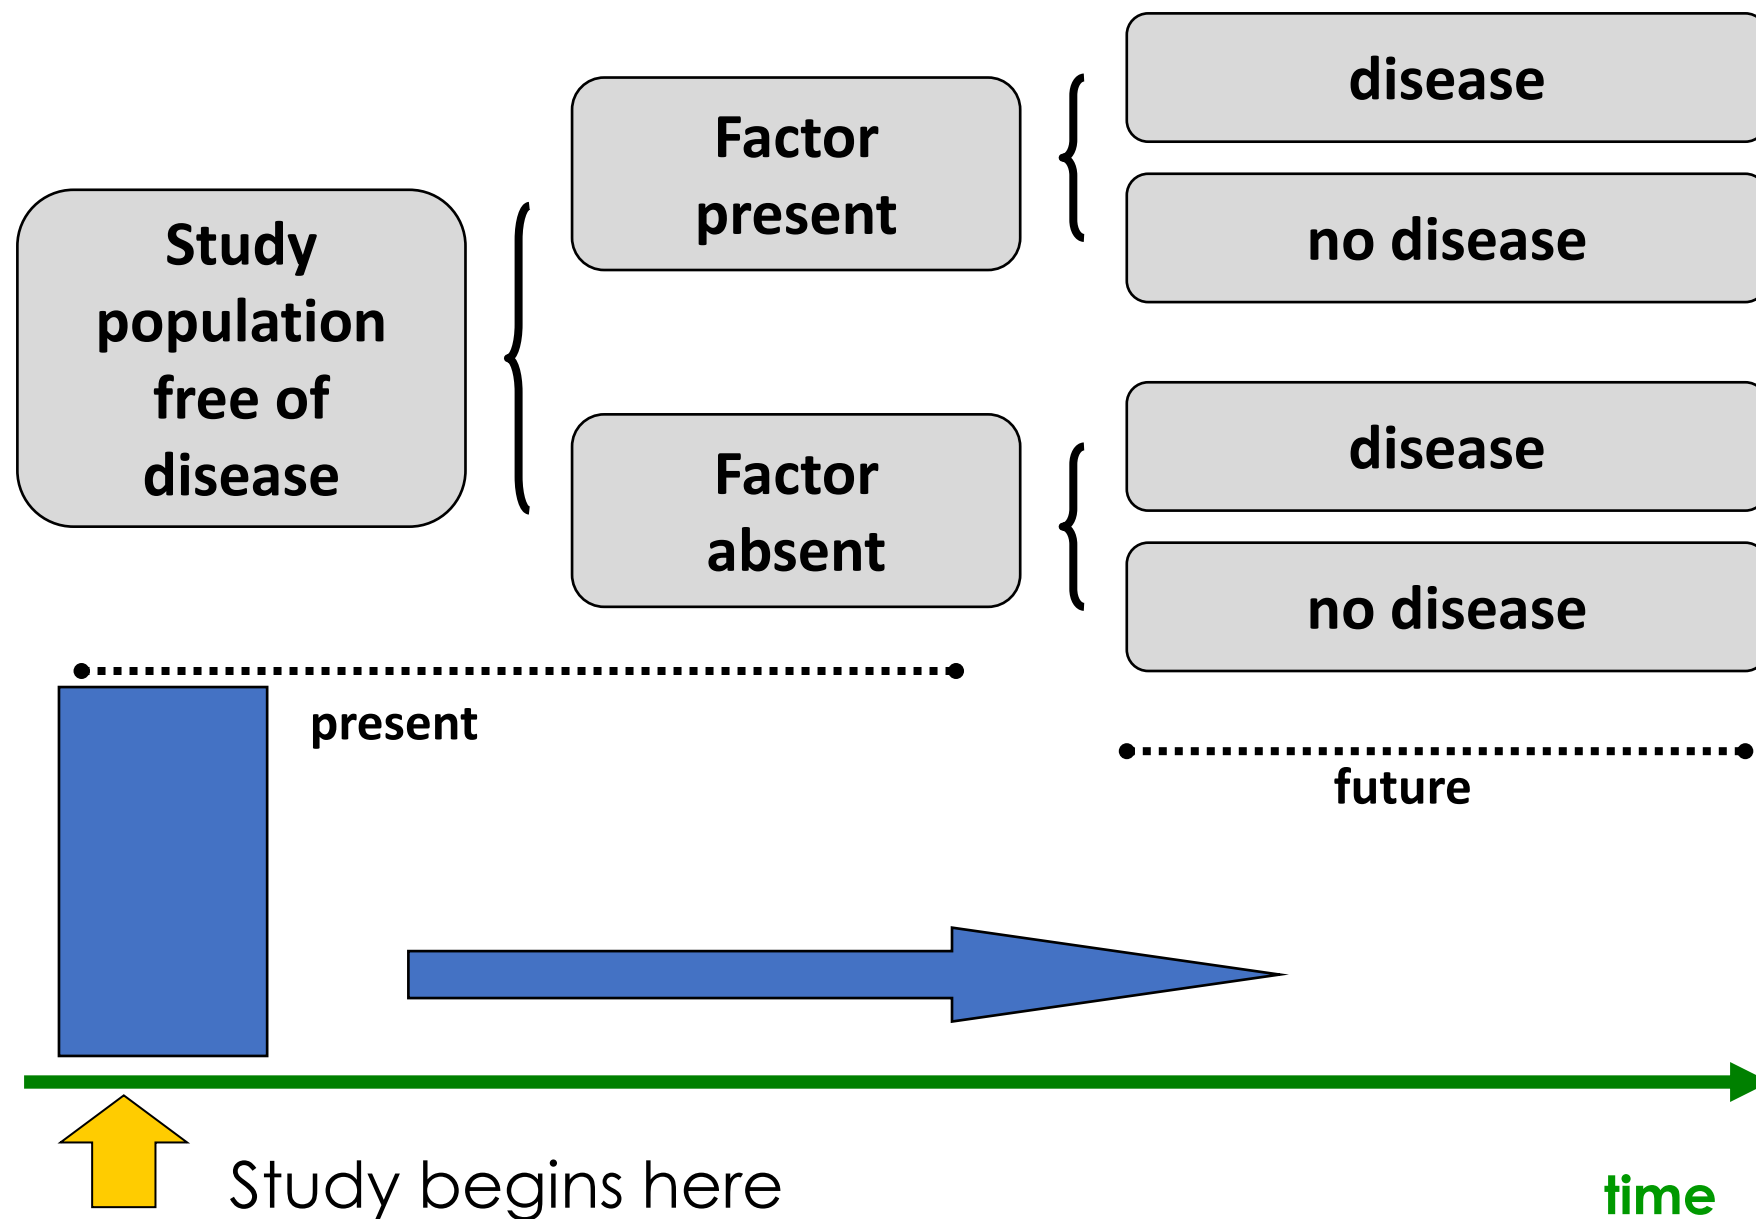 Study
population
free of
disease
Factor
present
Factor
absent
disease
no disease
disease
no disease
present
future
Study begins here
time